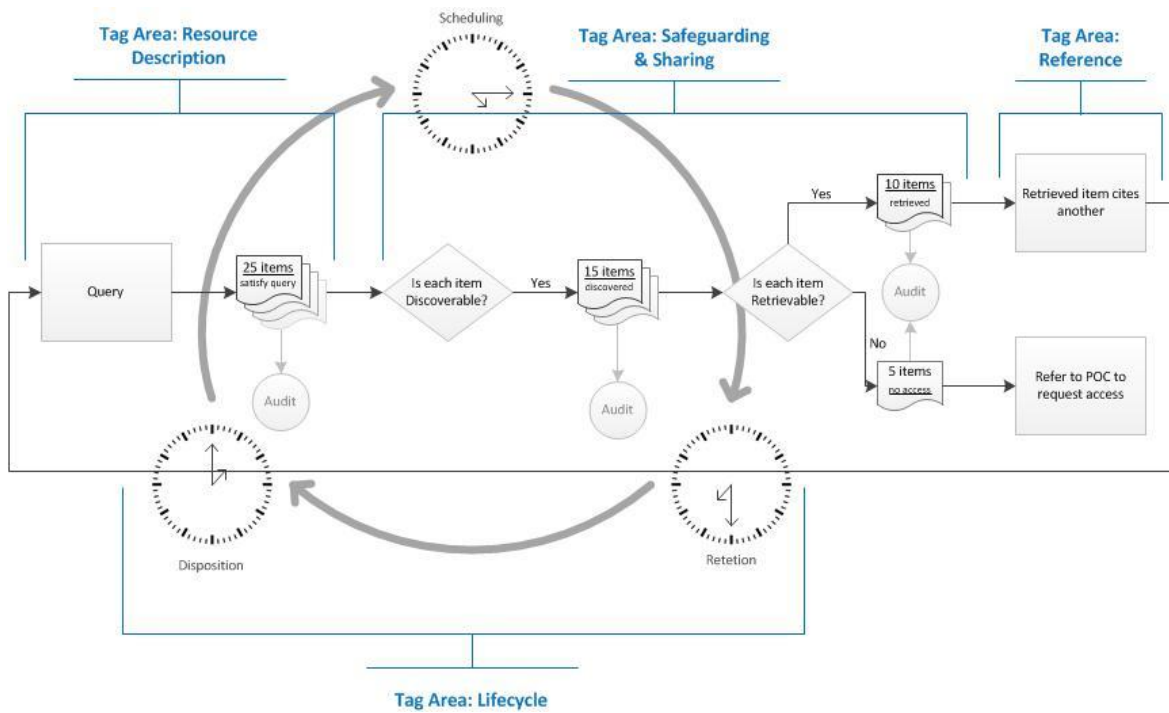 Scheduling
Tag Area: Resource
Description
Tag Area: Safeguarding
& Sharing
Tag Area:
Reference
Query
25 items
satisfy query
Audit
Is each item
Discoverable?
Yes
15 items
discovered
Audit
Is each item
Retrievable?
Yes
10 items
retrieved
Audit
No
5 items
no access
Retrieved item cites
another
Refer to POC to
request access
Disposition
Retetion
Tag Area: Lifecycle